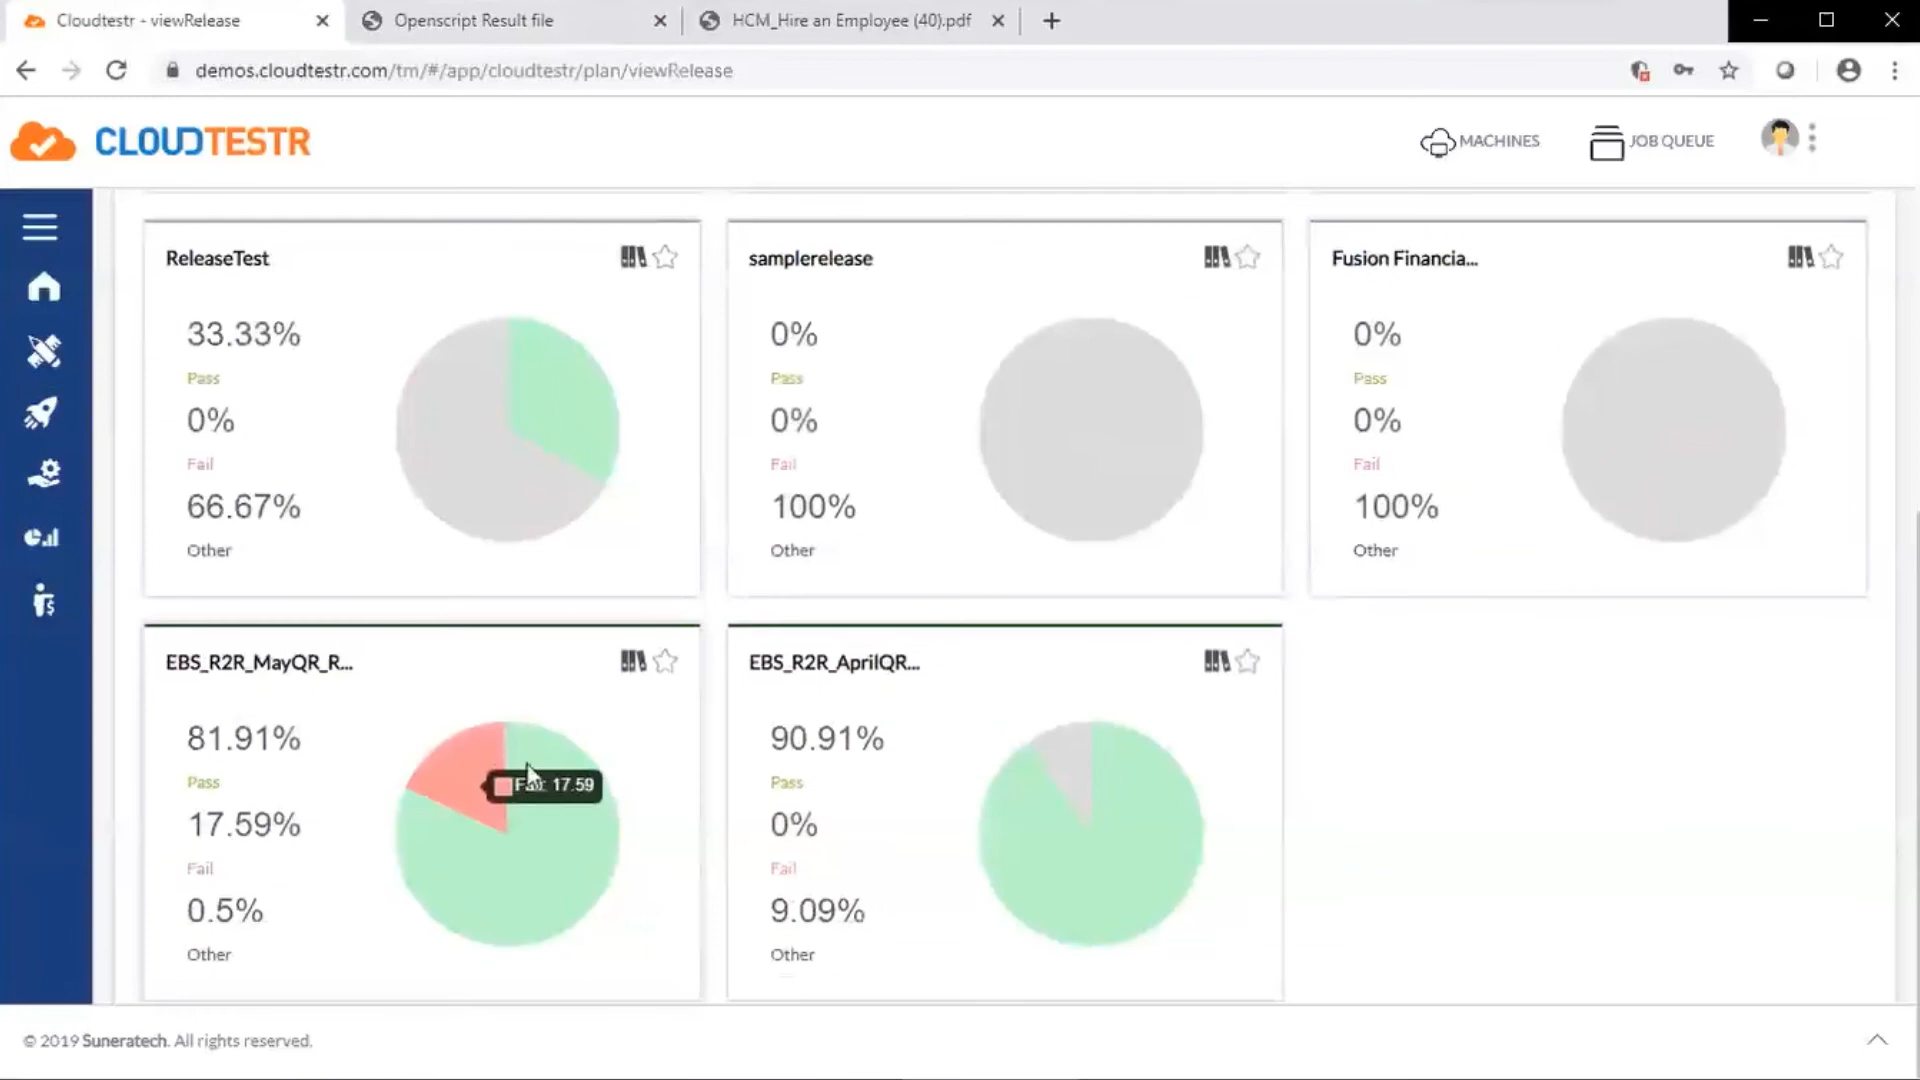 Cloudtestr - viewRelease
Openscript Result file
HCM_Hire an Employee (40).pdf
demos.cloudtestr.com/tm/#/app/cloudtestr/plan/viewRelease
CLOUDTESTR
MACHINES
JOB QUEUE
ReleaseTest
33.33%
Pass
0%
Fail
66.67%
Other
samplerelease
0%
Pass
0%
Fail
100%
Other
Fusion Financia...
0%
Pass
0%
Fail
100%
Other
EBS_R2R_MayQR_R...
81.91%
Pass
17.59%
Fail
0.5%
Other
Fail: 17.59
EBS_R2R_AprilQR...
90.91%
Pass
0%
Fail
9.09%
Other
© 2019 Suneratech. All rights reserved.